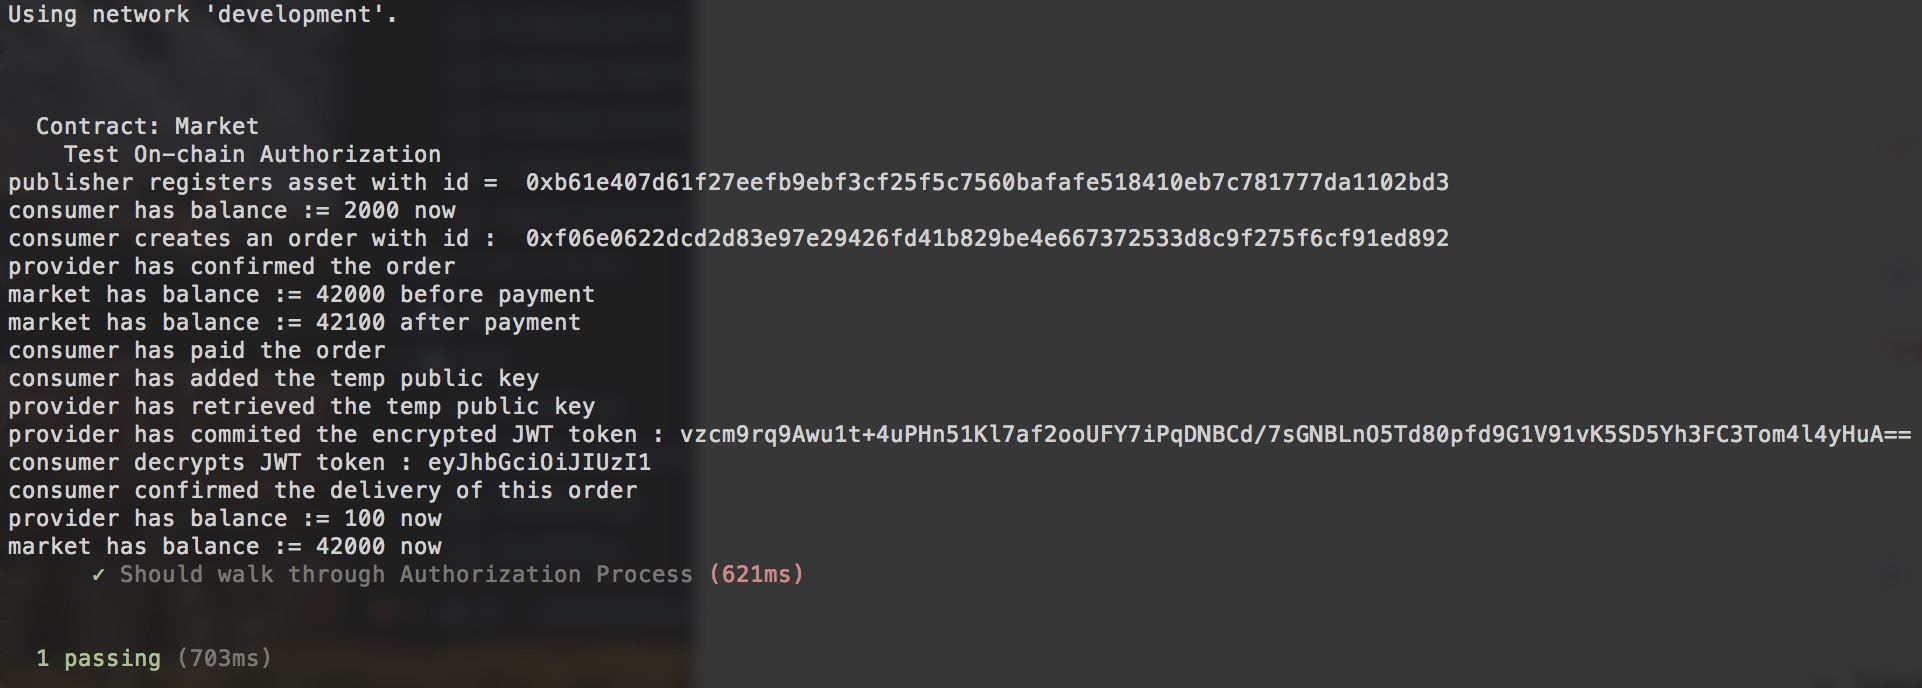 Using network 'development'.
Contract: Market
Test On-chain Authorization
publisher registers asset with id =  0xb61e407d61f27eefb9ebf3cf25f5c7560bafafe518410eb7c781777da1102bd3
consumer has balance := 2000 now
consumer creates an order with id :  0xf06e0622dcd2d83e97e29426fd41b829be4e667372533d8c9f275f6cf91ed892
provider has confirmed the order
market has balance := 42000 before payment
market has balance := 42100 after payment
consumer has paid the order
consumer has added the temp public key
provider has retrieved the temp public key
provider has commited the encrypted JWT token : vzcm9rq9Awu1t+4uPHn51Kl7af2ooUFY7iPqDNBCd/7sGNBLnO5Td80pfd9G1V91vK5SD5Yh3FC3Tom4l4yHuA==
consumer decrypts JWT token : eyJhbGciOiJIUzI1
consumer confirmed the delivery of this order
provider has balance := 100 now
market has balance := 42000 now
✓ Should walk through Authorization Process (621ms)
1 passing (703ms)